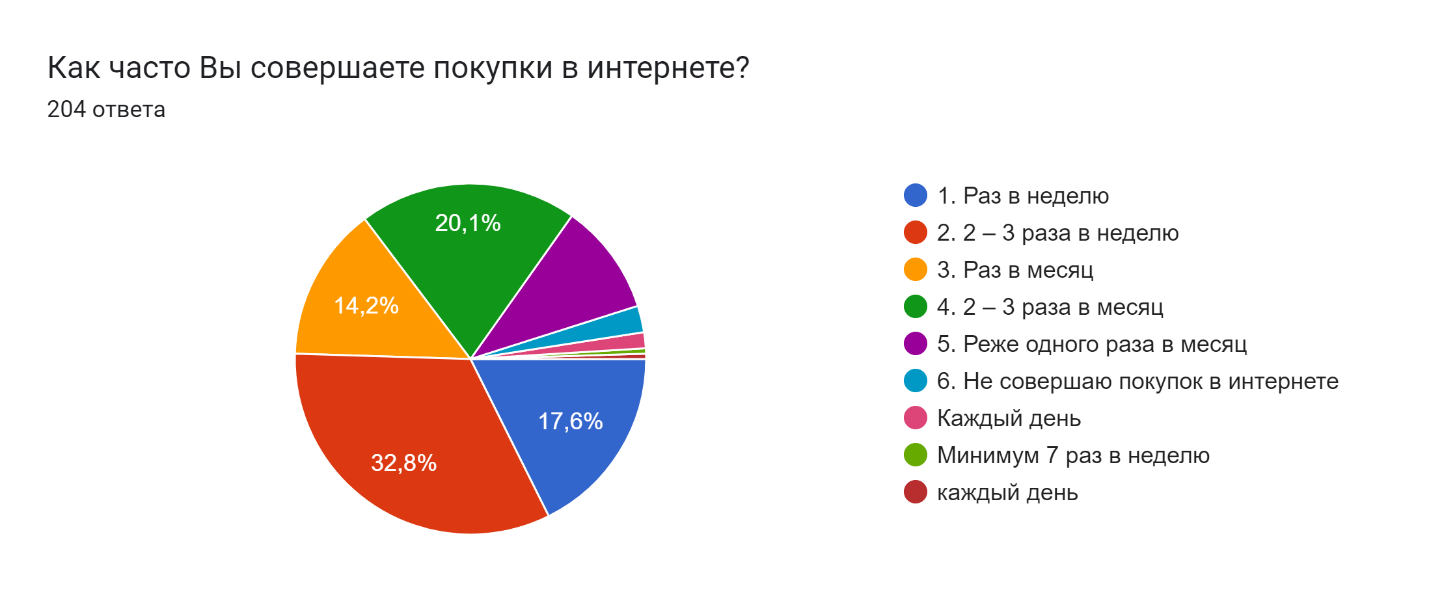 Как часто Вы совершаете покупки в интернете?
204 ответа
20,1%
14,2%
17,6%
32,8%
1. Раз в неделю
2. 2 – 3 раза в неделю
3. Раз в месяц
4. 2 – 3 раза в месяц
5. Реже одного раза в месяц
6. Не совершаю покупок в интернете
Каждый день
Минимум 7 раз в неделю
каждый день